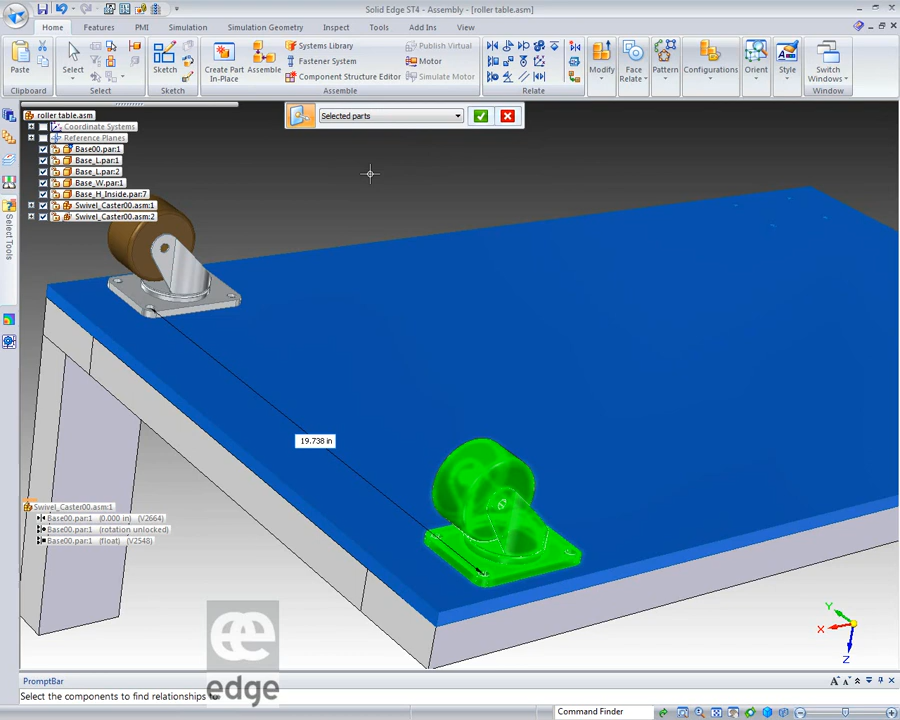 Solid Edge ST4 - Assembly - [roller table.asm]
Home Features PMI Simulation Simulation Geometry Inspect Tools Add Ins View
Paste
Clipboard
Select
Select
Sketch
Sketch
Create Part
In-Place
Assemble
Systems Library
Fastener System
Component Structure Editor
Publish Virtual
Motor
Simulate Motor
Assemble
Relate
Modify
Face
Relate
Pattern
Configurations
Orient
Style
Switch
Windows
Window
Selected parts
roller table.asm
Coordinate Systems
Reference Planes
Base00.par:1
Base_L.par:1
Base_L.par:2
Base_W.par:1
Base_H_Inside.par:7
Swivel_Caster00.asm:1
Swivel_Caster00.asm:2
Select Tools
19.738 in
Swivel_Caster00.asm:1
Base00.par:1 (0.000 in) (V2664)
Base00.par:1 (rotation unlocked)
Base00.par:1 (float) (V2548)
Y
X
Z
edge
PromptBar
Select the components to find relationships to
Command Finder